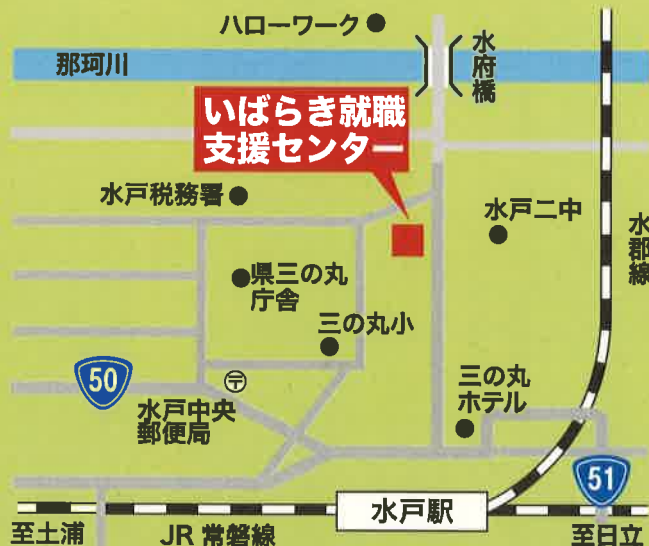 ハローワーク
水府橋
那珂川
いばらき就職
支援センター
水戸税務署
水戸二中
水郡線
県三の丸
庁舎
三の丸小
50
〒
水戸中央
郵便局
三の丸
ホテル
51
水戸駅
至土浦
JR 常磐線
至日立